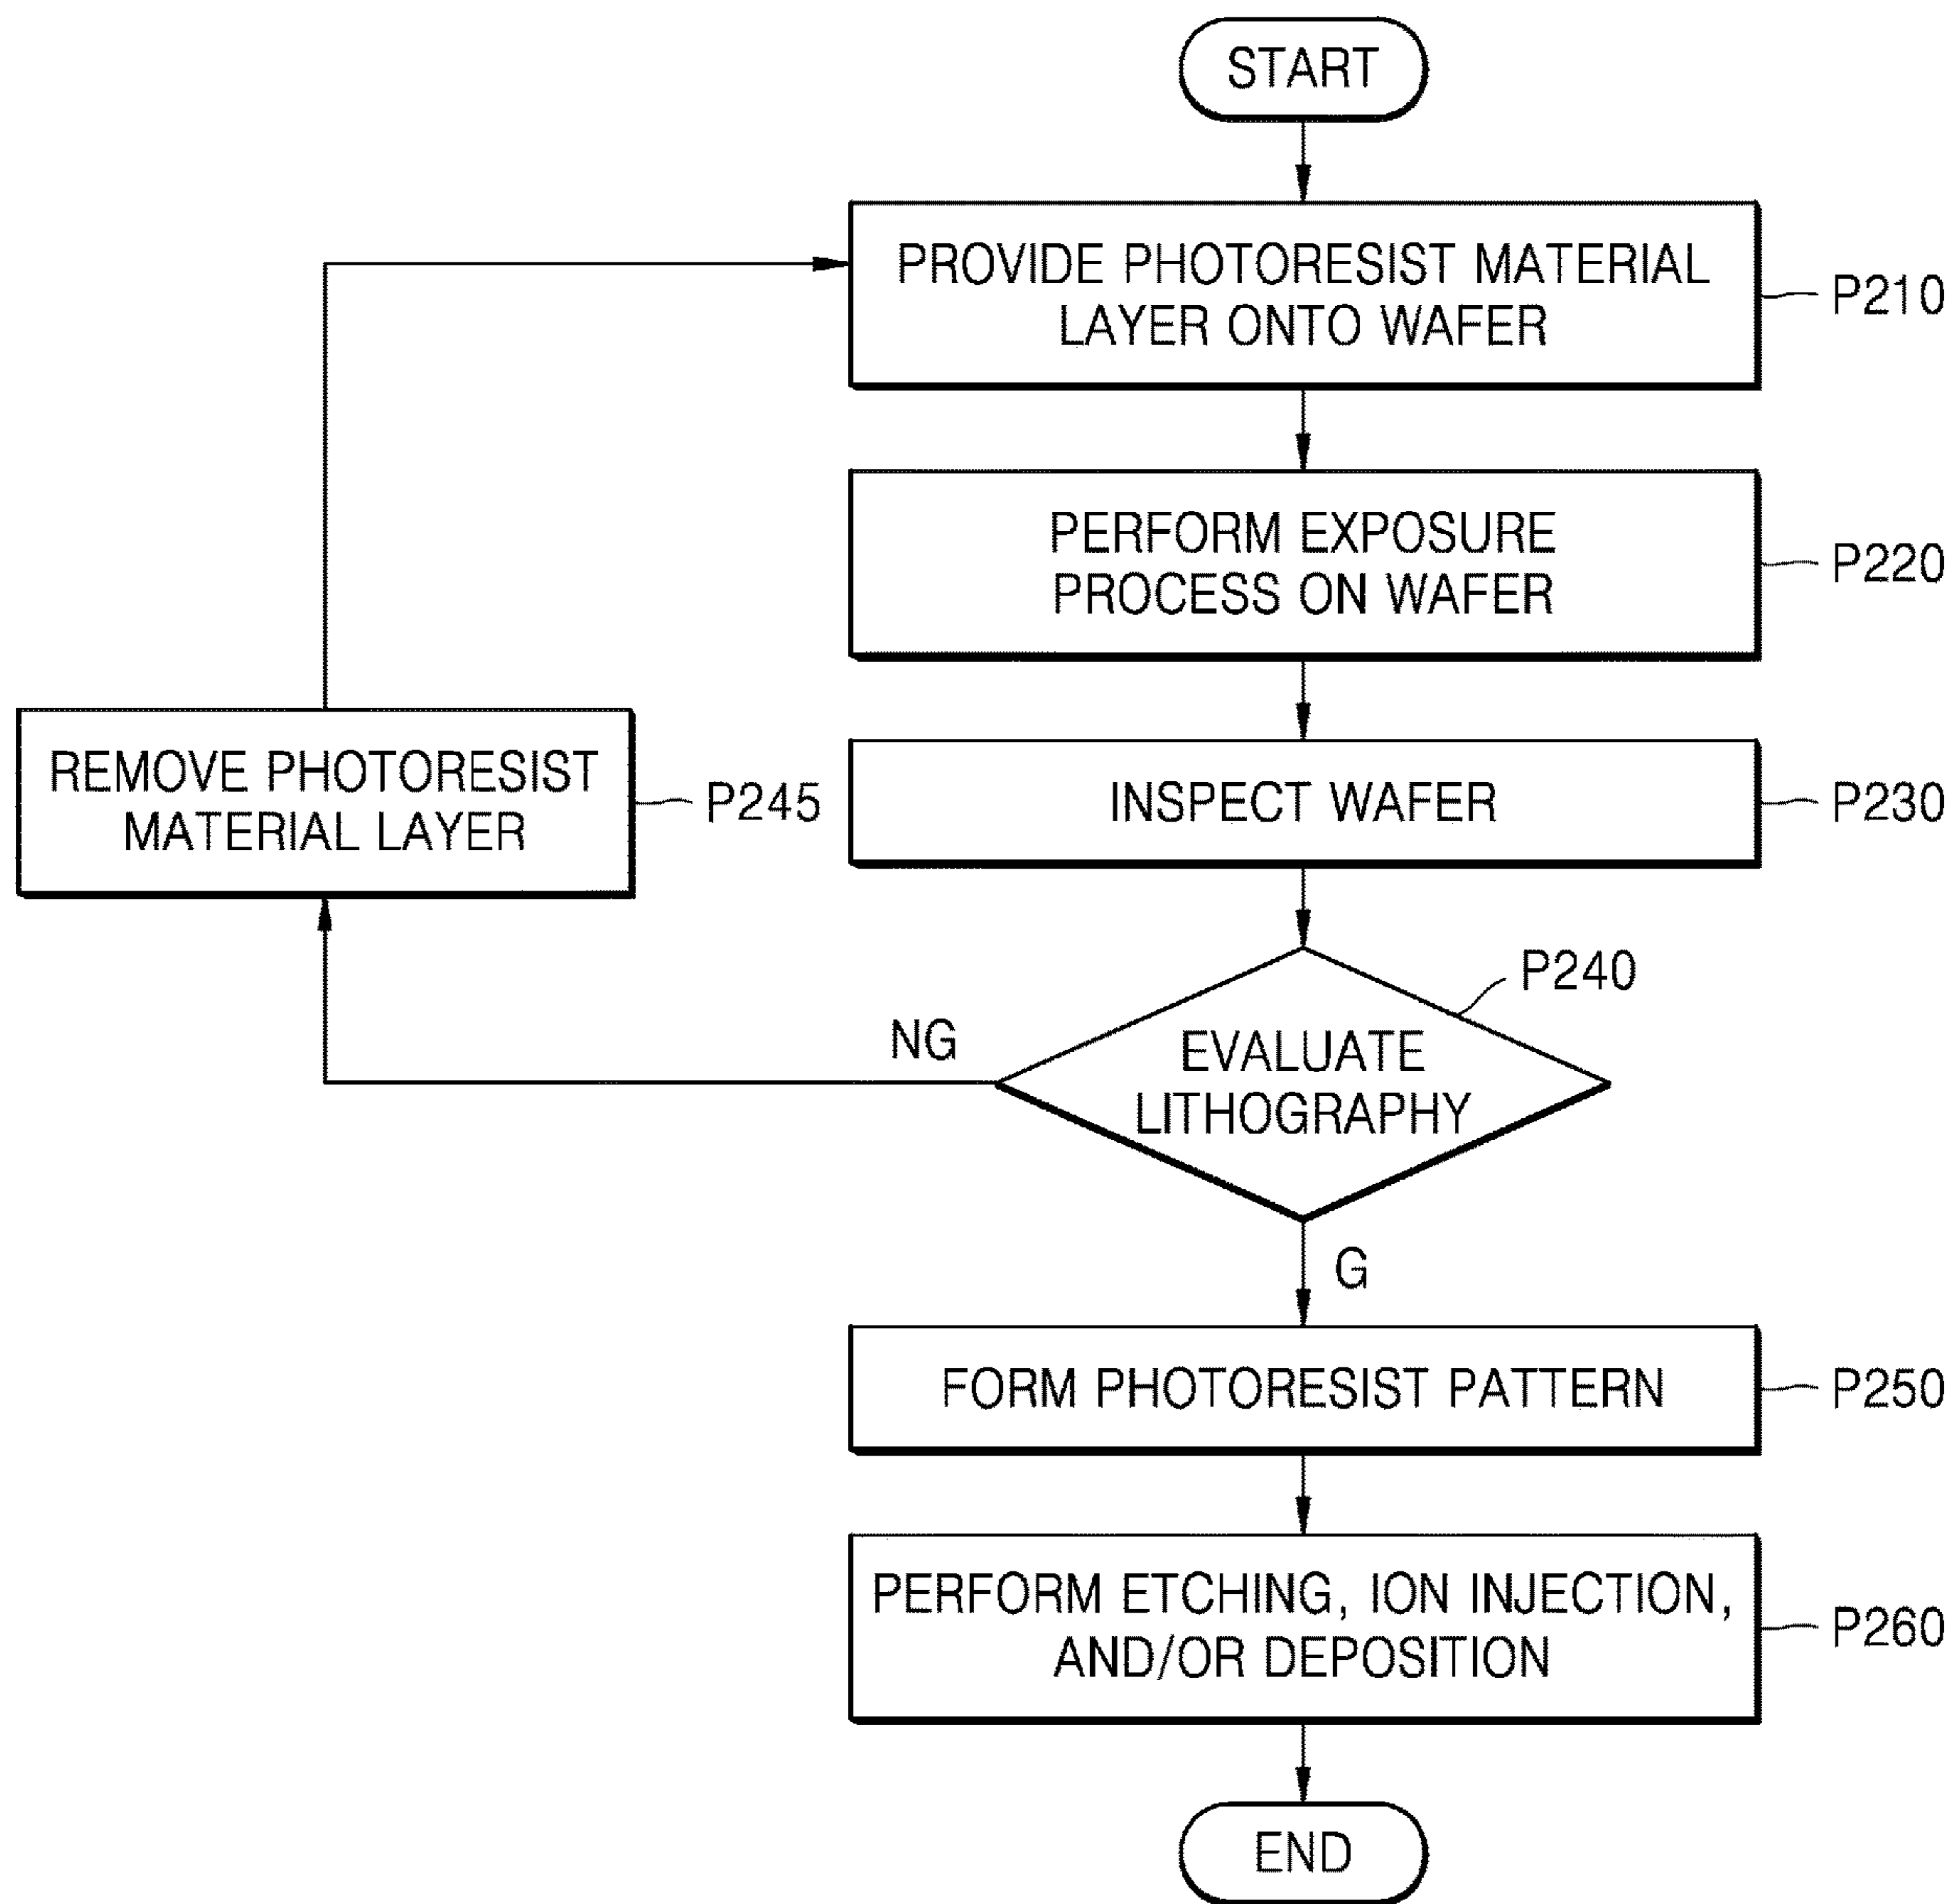 START
PROVIDE PHOTORESIST MATERIAL
LAYER ONTO WAFER
P210
PERFORM EXPOSURE
PROCESS ON WAFER
P220
REMOVE PHOTORESIST
MATERIAL LAYER
P245
INSPECT WAFER
P230
P240
NG
EVALUATE
LITHOGRAPHY
G
FORM PHOTORESIST PATTERN
P250
PERFORM ETCHING, ION INJECTION,
AND/OR DEPOSITION
P260
END